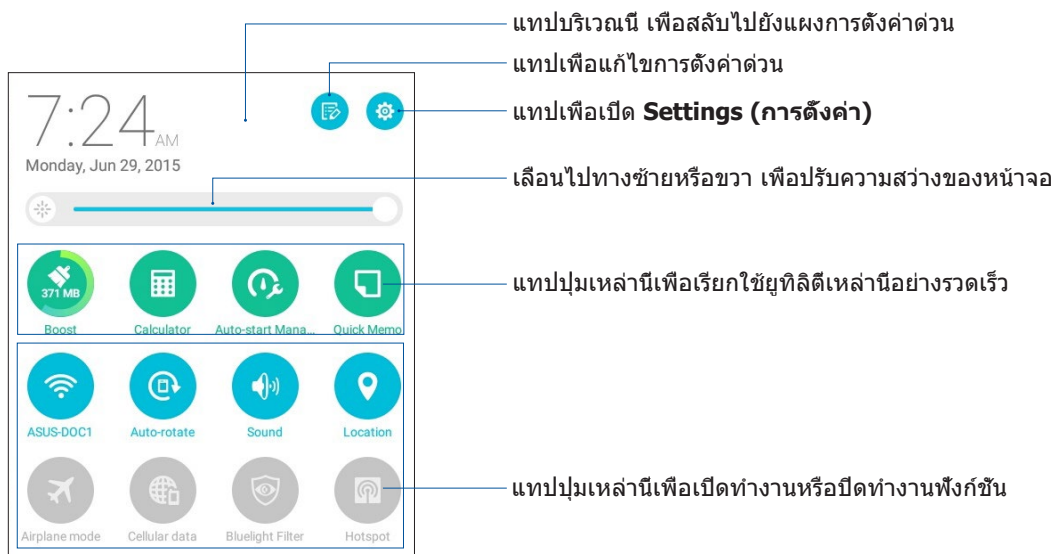 แทปบริเวณนี เพือสลับไปยังแผงการตั้งค่าด่วน
แทปเพือแก้ไขการตั้งค่าด่วน
แทปเพือเปิด Settings (การตั้งค่า)
7:24 AM
Monday, Jun 29, 2015
เลือนไปทางซ้ายหรือขวา เพือปรับความสว่างของหน้าจอ
371 MB
แทปปุ่มเหล่านีเพือเรียกใช้ยูทิลิตีเหล่านีอย่างรวดเร็ว
Boost Calculator Auto-start Mana... Quick Memo
ASUS-DOC1 Auto-rotate Sound Location
แทปปุ่มเหล่านีเพือเปิดทำงานหรือปิดทำงานฟังก์ชัน
Airplane mode Cellular data Bluelight Filter Hotspot